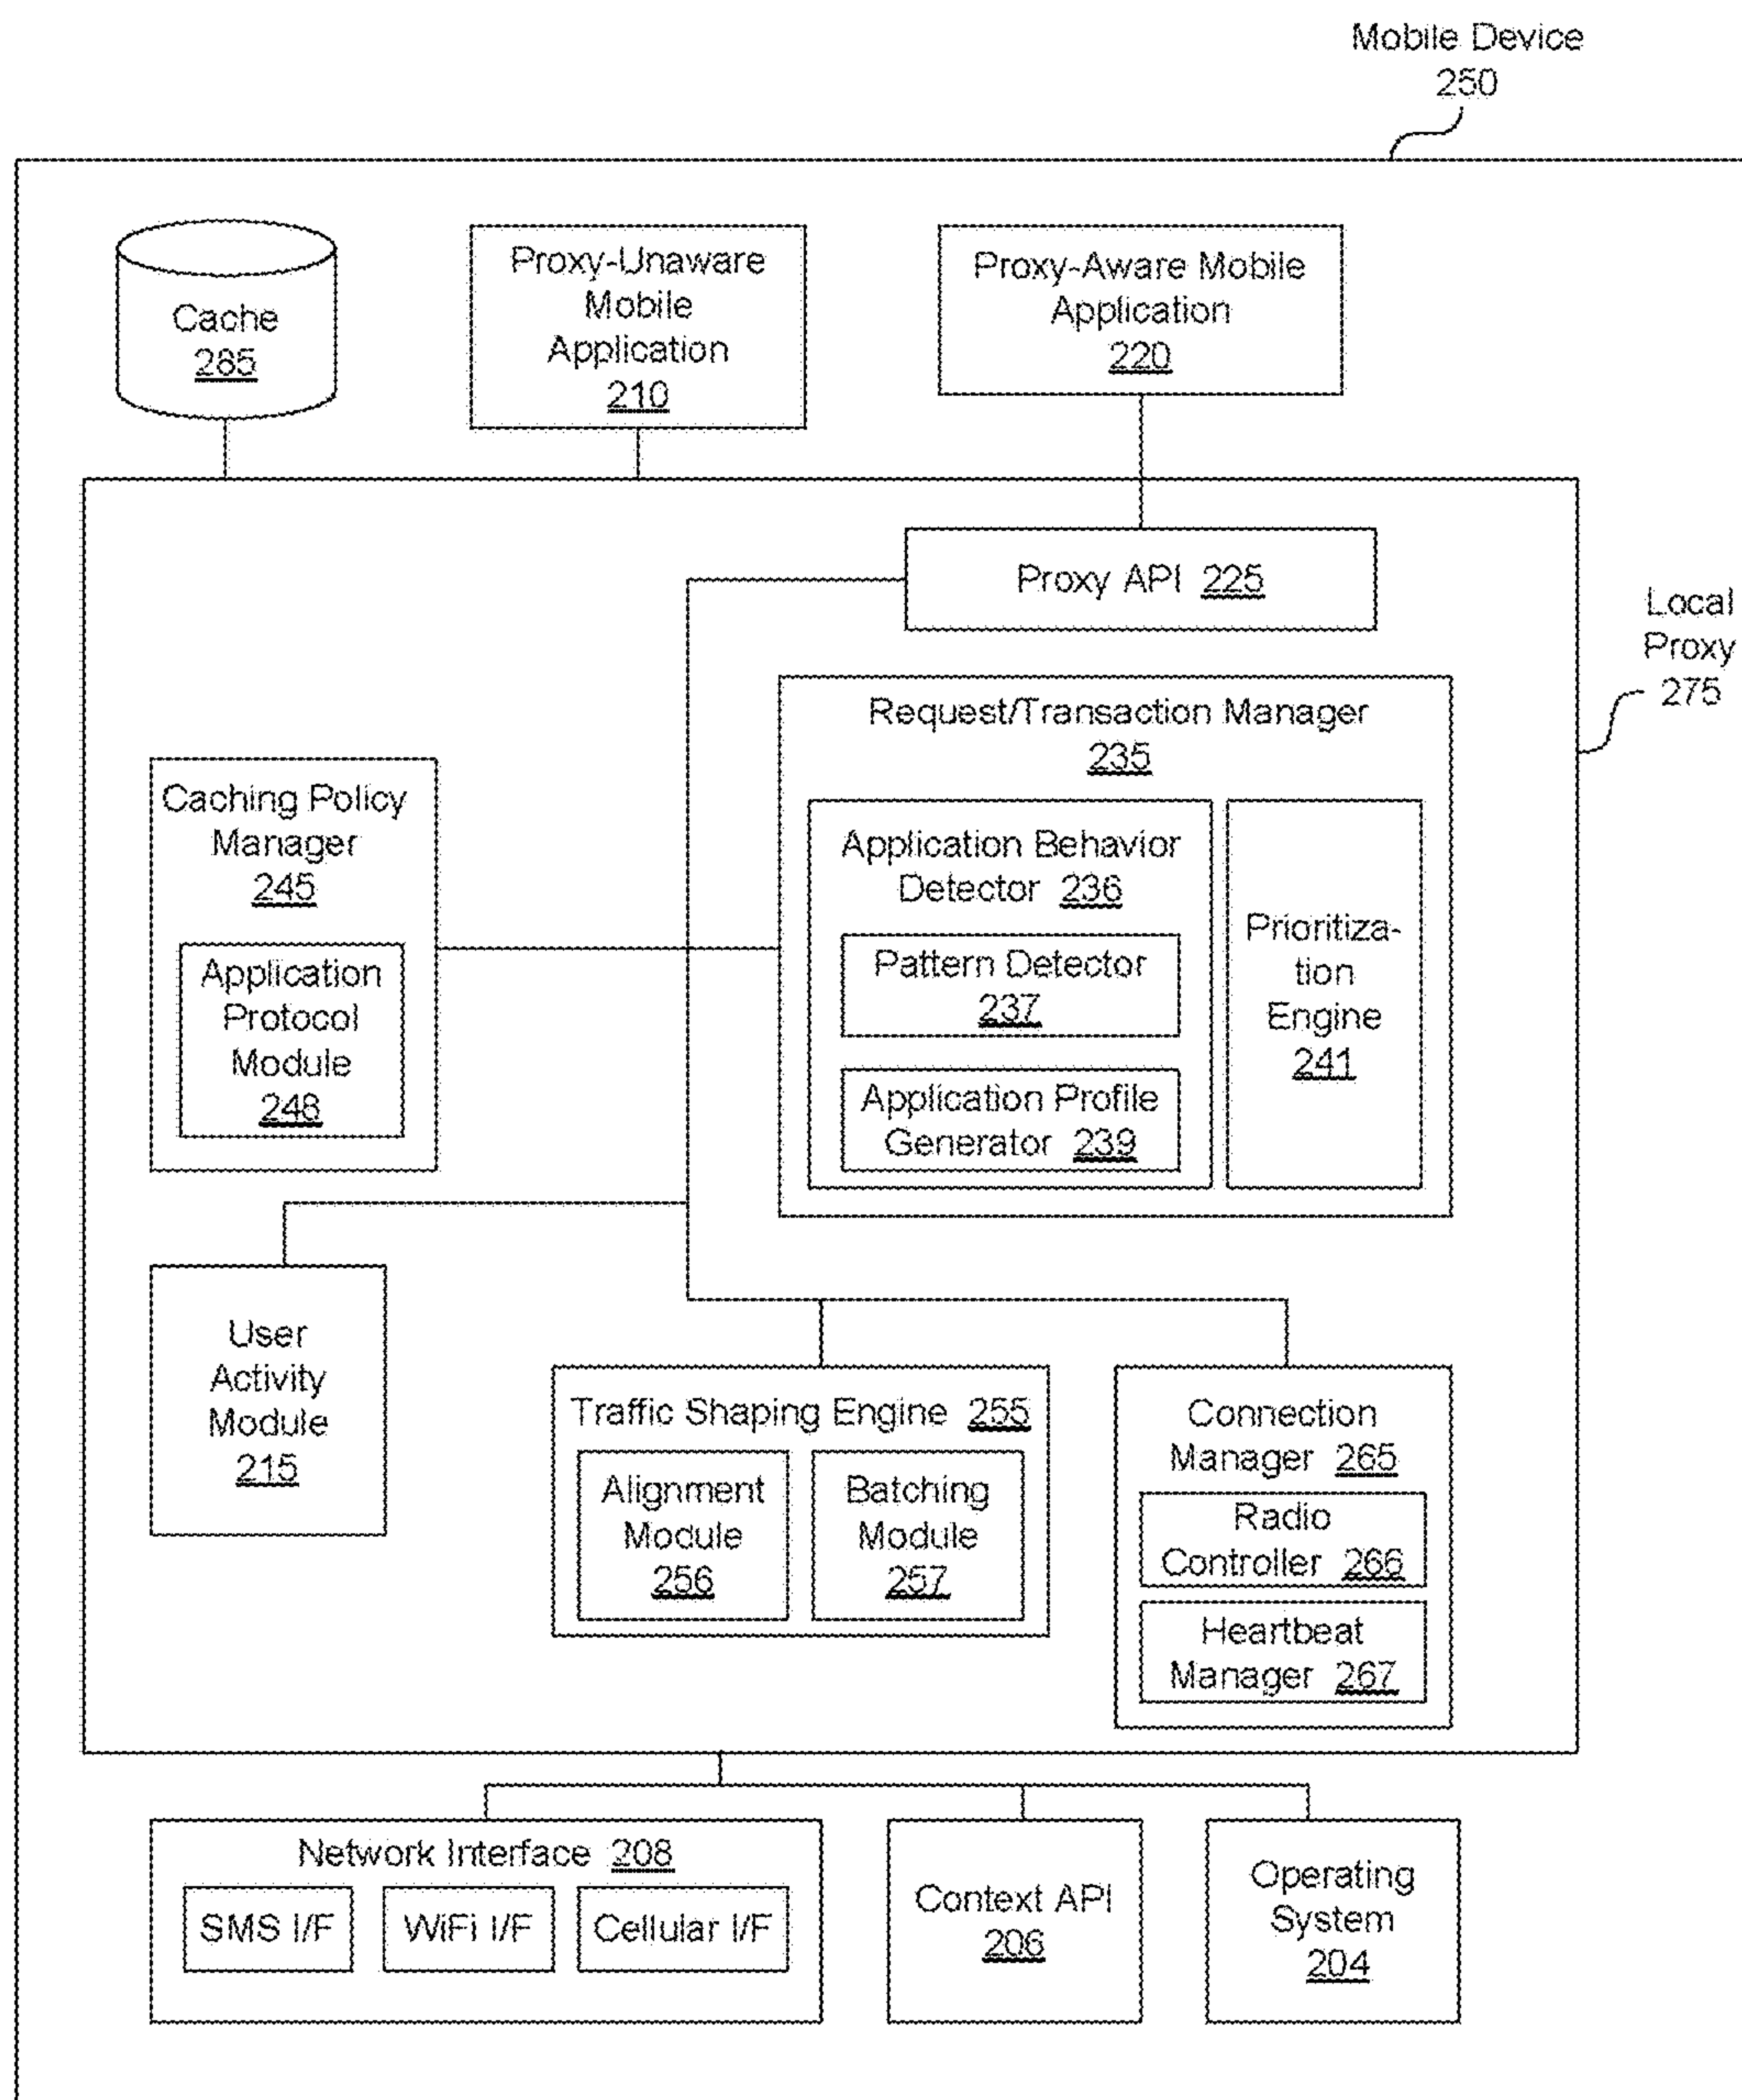 Mobile Device
250
Cache
285
Proxy-Unaware
Mobile
Application
210
Proxy-Aware Mobile
Application
220
Proxy API 225
Local
Proxy
275
Request/Transaction Manager
235
Caching Policy
Manager
245
Application
Protocol
Module
248
Application Behavior
Detector 236
Pattern Detector
237
Application Profile
Generator 239
Prioritiza-
tion
Engine
241
User
Activity
Module
215
Traffic Shaping Engine 255
Alignment
Module
256
Batching
Module
257
Connection
Manager 265
Radio
Controller 266
Heartbeat
Manager 267
Network Interface 208
SMS I/F
WiFi I/F
Cellular I/F
Context API
206
Operating
System
204